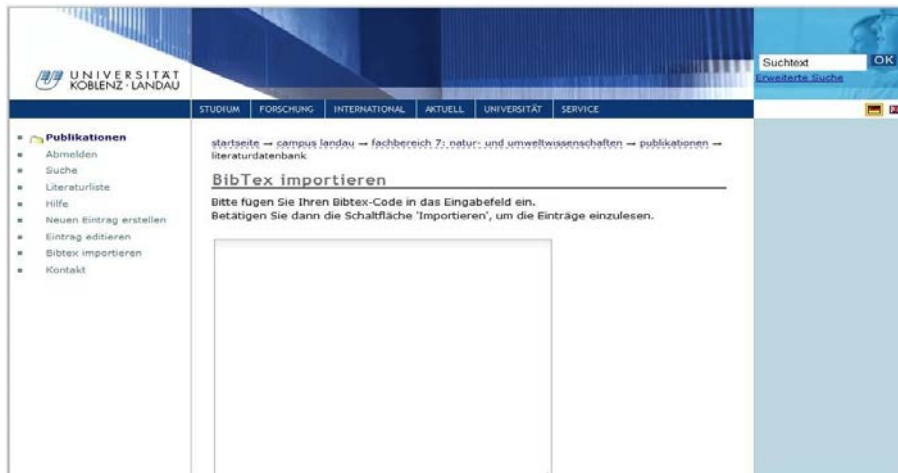 UNIVERSITÄT
KOBLENZ · LANDAU
Suchtext OK
Erweiterte Suche
STUDIUM FORSCHUNG INTERNATIONAL AKTUELL UNIVERSITÄT SERVICE
Publikationen
Abmelden
Suche
Literaturliste
Hilfe
Neuen Eintrag erstellen
Eintrag editieren
Bibtex importieren
Kontakt
startseite → campus landau → fachbereich 7: natur- und umweltwissenschaften → publikationen →
literaturdatenbank
BibTex importieren
Bitte fügen Sie Ihren Bibtex-Code in das Eingabefeld ein.
Betätigen Sie dann die Schaltfläche 'Importieren', um die Einträge einzulesen.